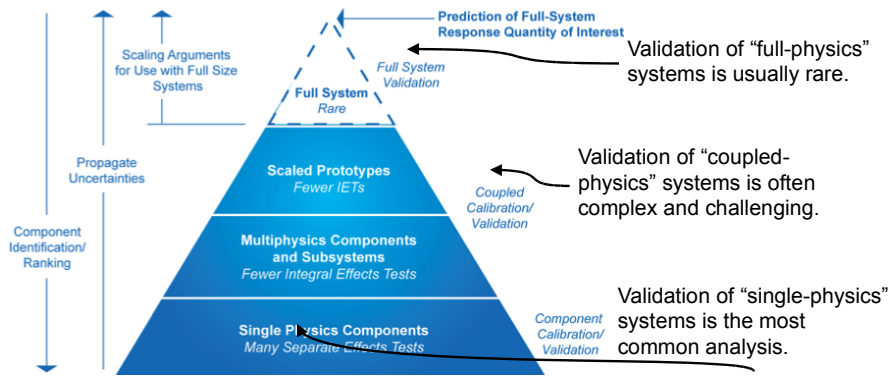 Prediction of Full-System
Response Quantity of Interest
Scaling Arguments
for Use with Full Size
Systems
Full System
Validation
Validation of “full-physics”
systems is usually rare.
Full System
Rare
Propagate
Uncertainties
Scaled Prototypes
Fewer IETs
Validation of “coupled-
physics” systems is often
complex and challenging.
Coupled
Calibration/
Validation
Component
Identification/
Ranking
Multiphysics Components
and Subsystems
Fewer Integral Effects Tests
Single Physics Components
Many Separate Effects Tests
Component
Calibration/
Validation
Validation of “single-physics”
systems is the most
common analysis.